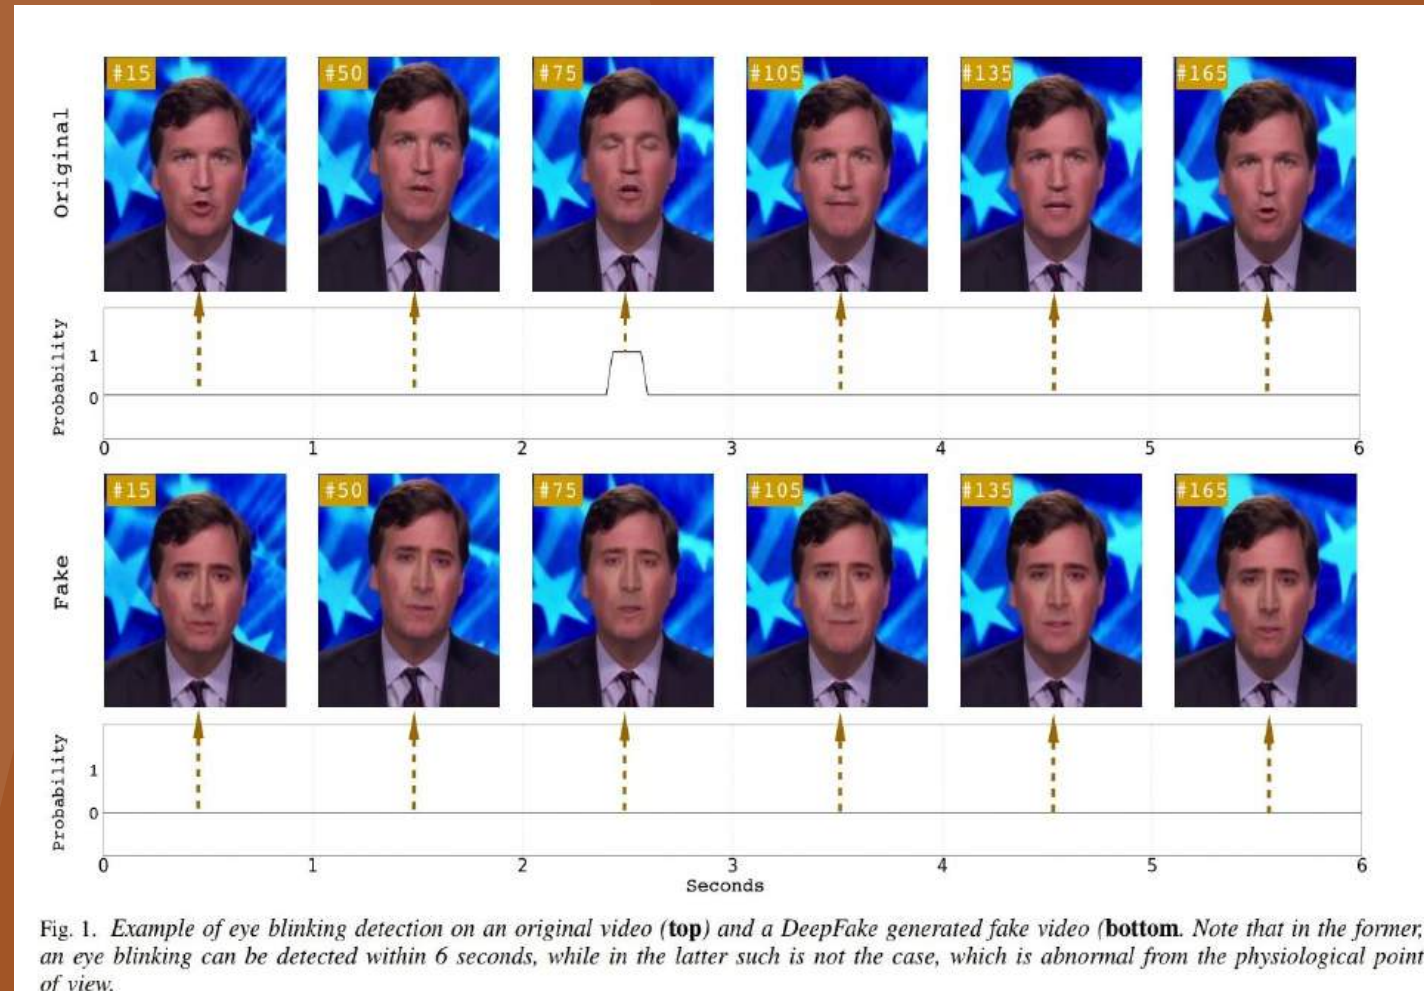 #15 #50 #75 #105 #135 #165
Original
Probability
1
0
0 1 2 3 4 5 6
#15 #50 #75 #105 #135 #165
Fake
Probability
1
0
0 1 2 3 4 5 6
Seconds
Fig. 1. Example of eye blinking detection on an original video (top) and a DeepFake generated fake video (bottom. Note that in the former,
an eye blinking can be detected within 6 seconds, while in the latter such is not the case, which is abnormal from the physiological point
of view.